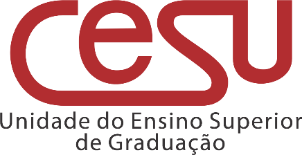 cesu
Unidade do Ensino Superior
de Graduação